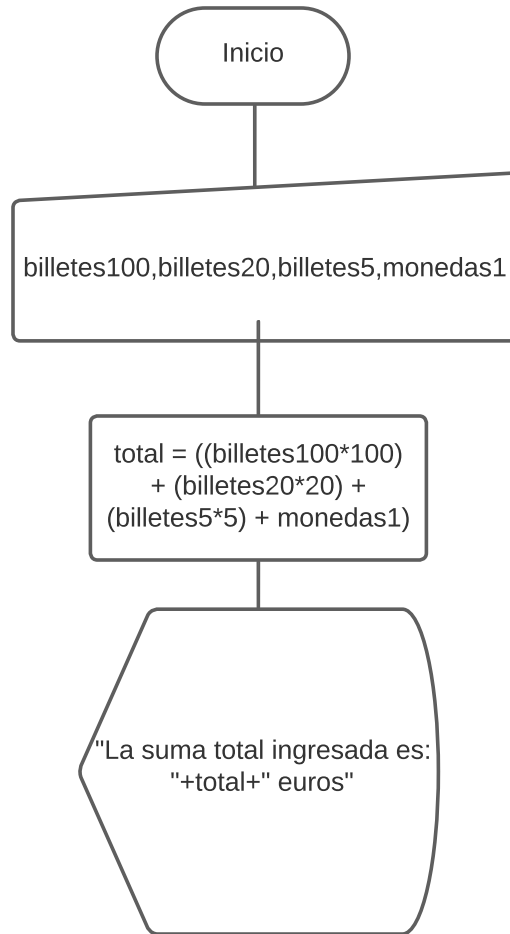 Inicio
billetes100,billetes20,billetes5,monedas1
total = ((billetes100*100)
+ (billetes20*20) +
(billetes5*5) + monedas1)
"La suma total ingresada es:
"+total+" euros"